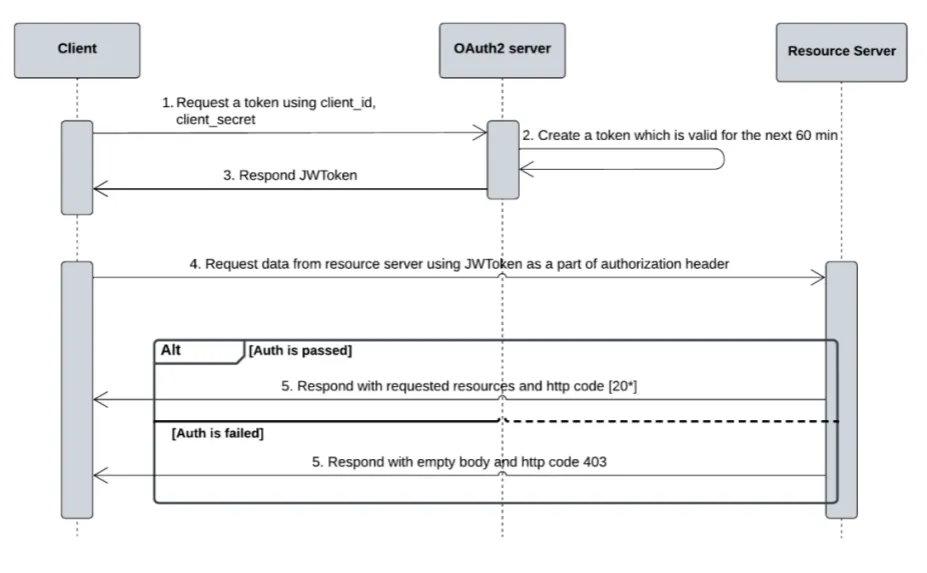 Client
OAuth2 server
Resource Server
1. Request a token using client_id,
client_secret
2. Create a token which is valid for the next 60 min
3. Respond JWToken
4. Request data from resource server using JWToken as a part of authorization header
Alt
[Auth is passed]
5. Respond with requested resources and http code [20*]
[Auth is failed]
5. Respond with empty body and http code 403